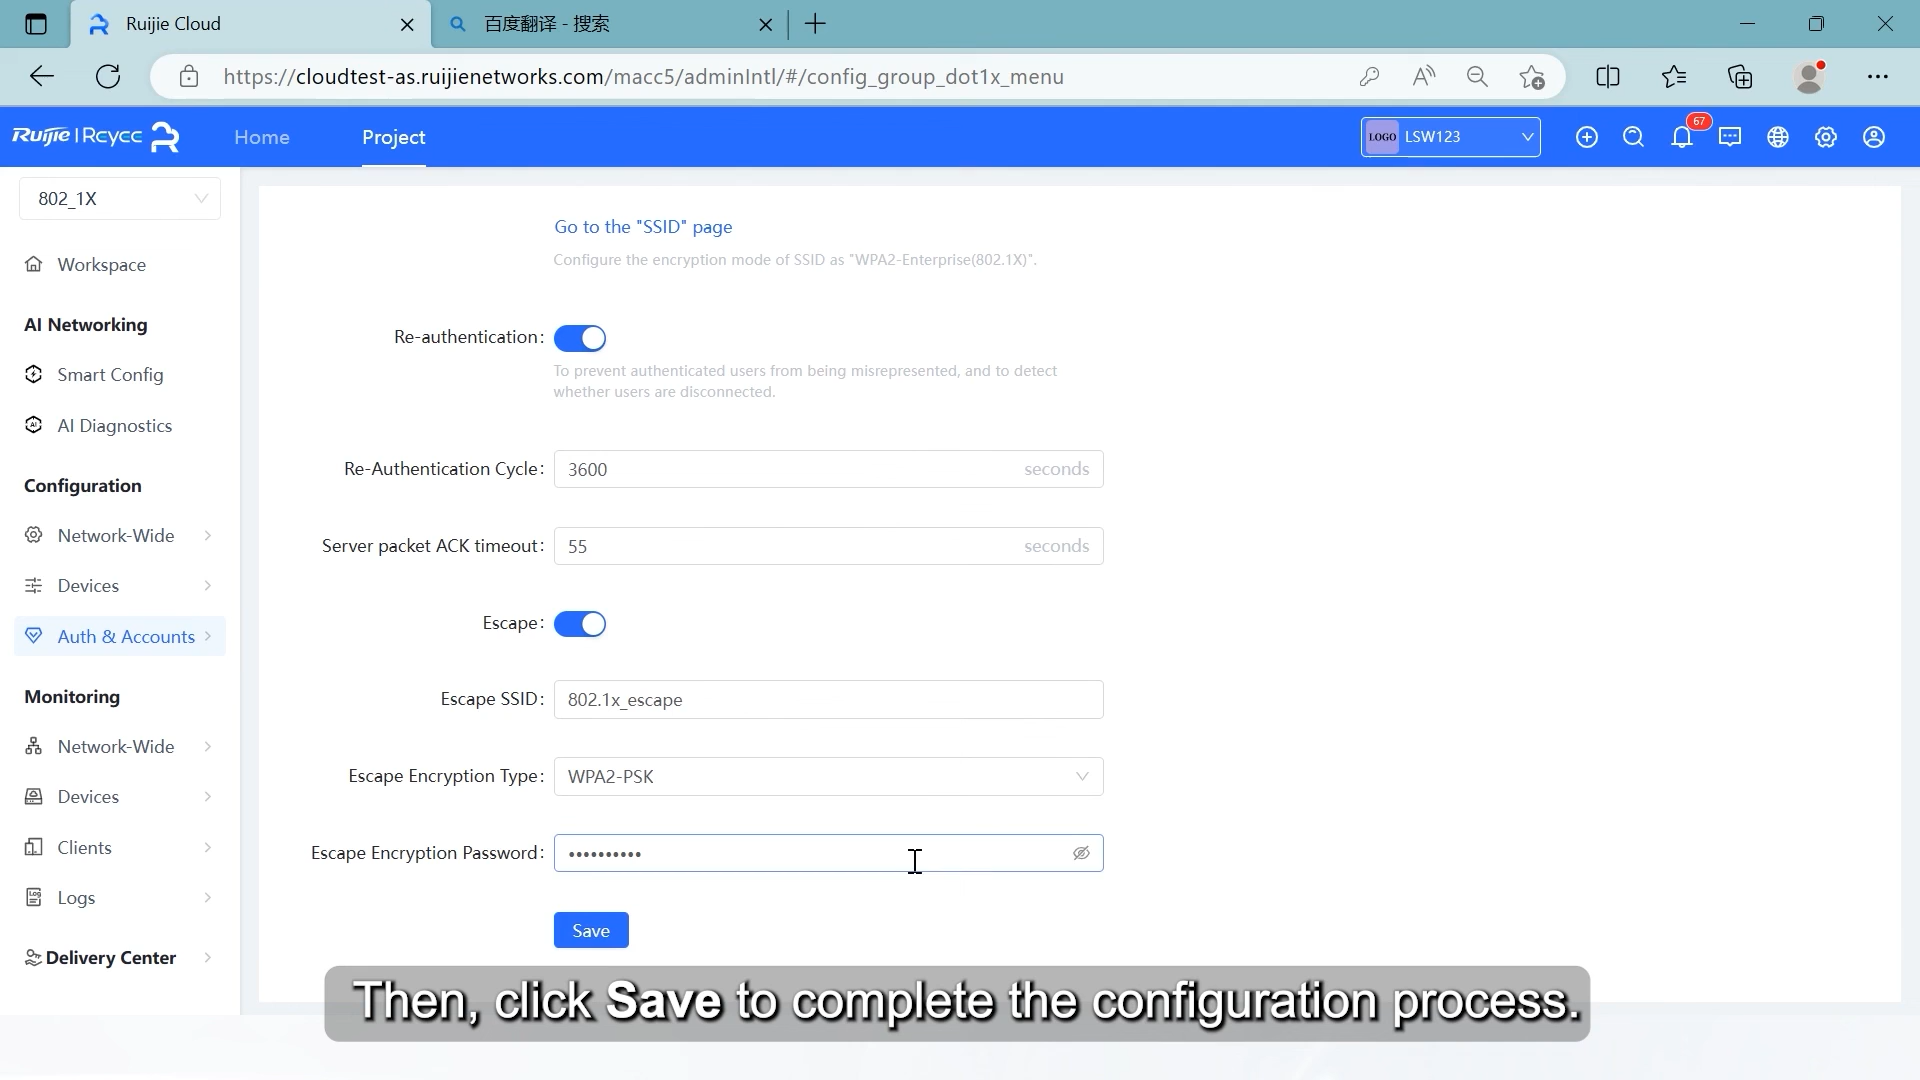 Ruijie Cloud
百度翻译 - 搜索
https://cloudtest-as.ruijienetworks.com/macc5/adminIntl/#/config_group_dot1x_menu
Ruijie | Reyee
Home
Project
LOGO LSW123
67
802_1X
Workspace
AI Networking
Smart Config
AI Diagnostics
Configuration
Network-Wide
Devices
Auth & Accounts
Monitoring
Network-Wide
Devices
Clients
Logs
Delivery Center
Go to the "SSID" page
Configure the encryption mode of SSID as "WPA2-Enterprise(802.1X)".
Re-authentication:
To prevent authenticated users from being misrepresented, and to detect
whether users are disconnected.
Re-Authentication Cycle: 3600 seconds
Server packet ACK timeout: 55 seconds
Escape:
Escape SSID: 802.1x_escape
Escape Encryption Type: WPA2-PSK
Escape Encryption Password: ••••••••••
Save
Then, click Save to complete the configuration process.